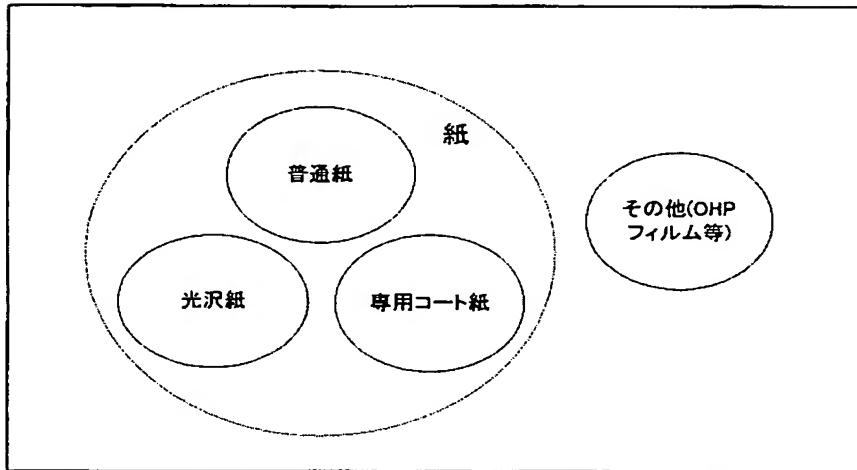 紙
普通紙
その他(OHP
フィルム等)
光沢紙
専用コート紙